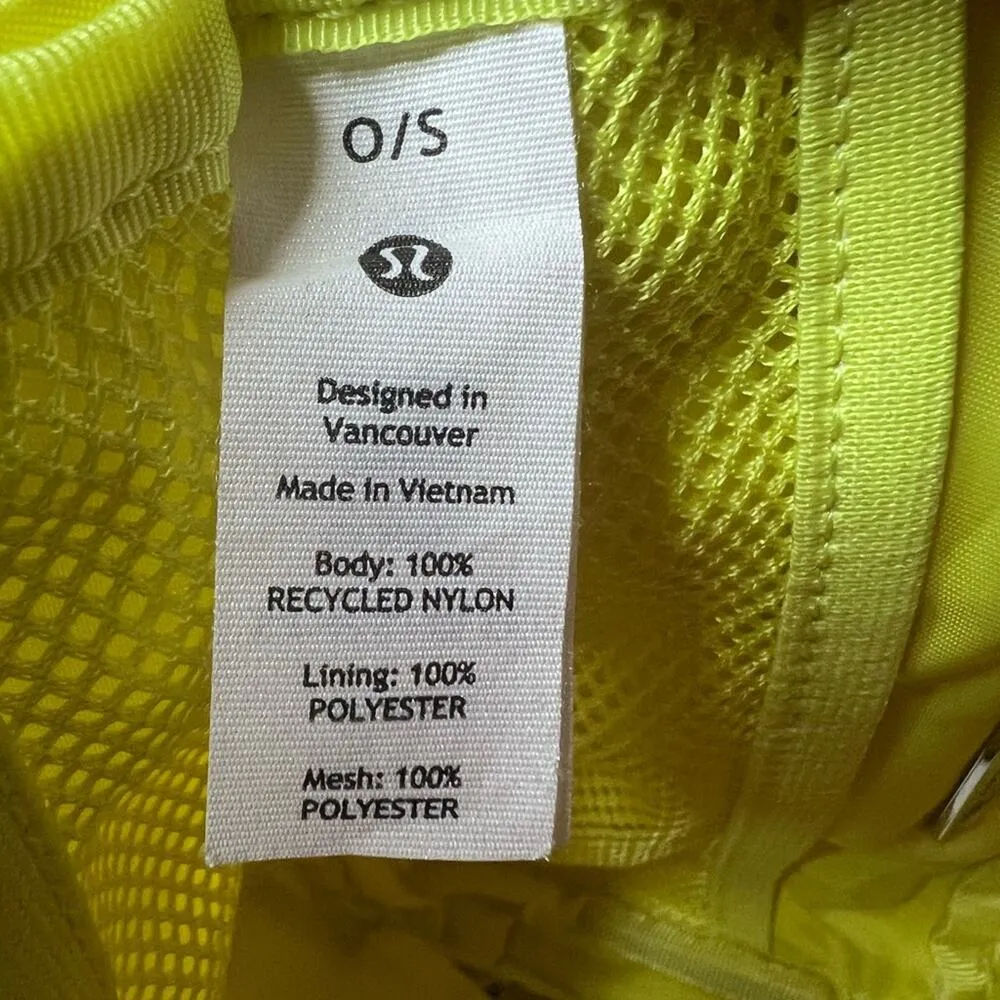 O/S
Designed in
Vancouver
Made in Vietnam
Body: 100%
RECYCLED NYLON
Lining: 100%
POLYESTER
Mesh: 100%
POLYESTER